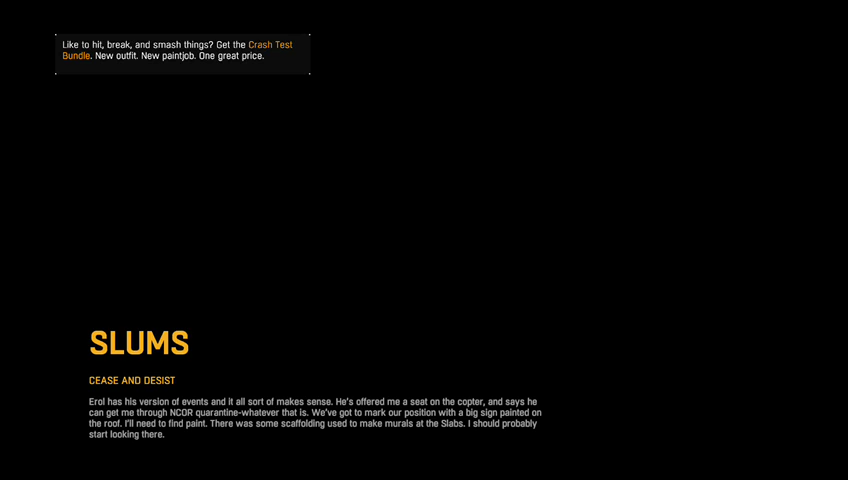 Like to hit, break, and smash things? Get the Crash Test
Bundle. New outfit. New paintjob. One great price.
SLUMS
CEASE AND DESIST
Erol has his version of events and it all sort of makes sense. He's offered me a seat on the copter, and says he
can get me through NCOR quarantine-whatever that is. We've got to mark our position with a big sign painted on
the roof. I'll need to find paint. There was some scaffolding used to make murals at the Slabs. I should probably
start looking there.